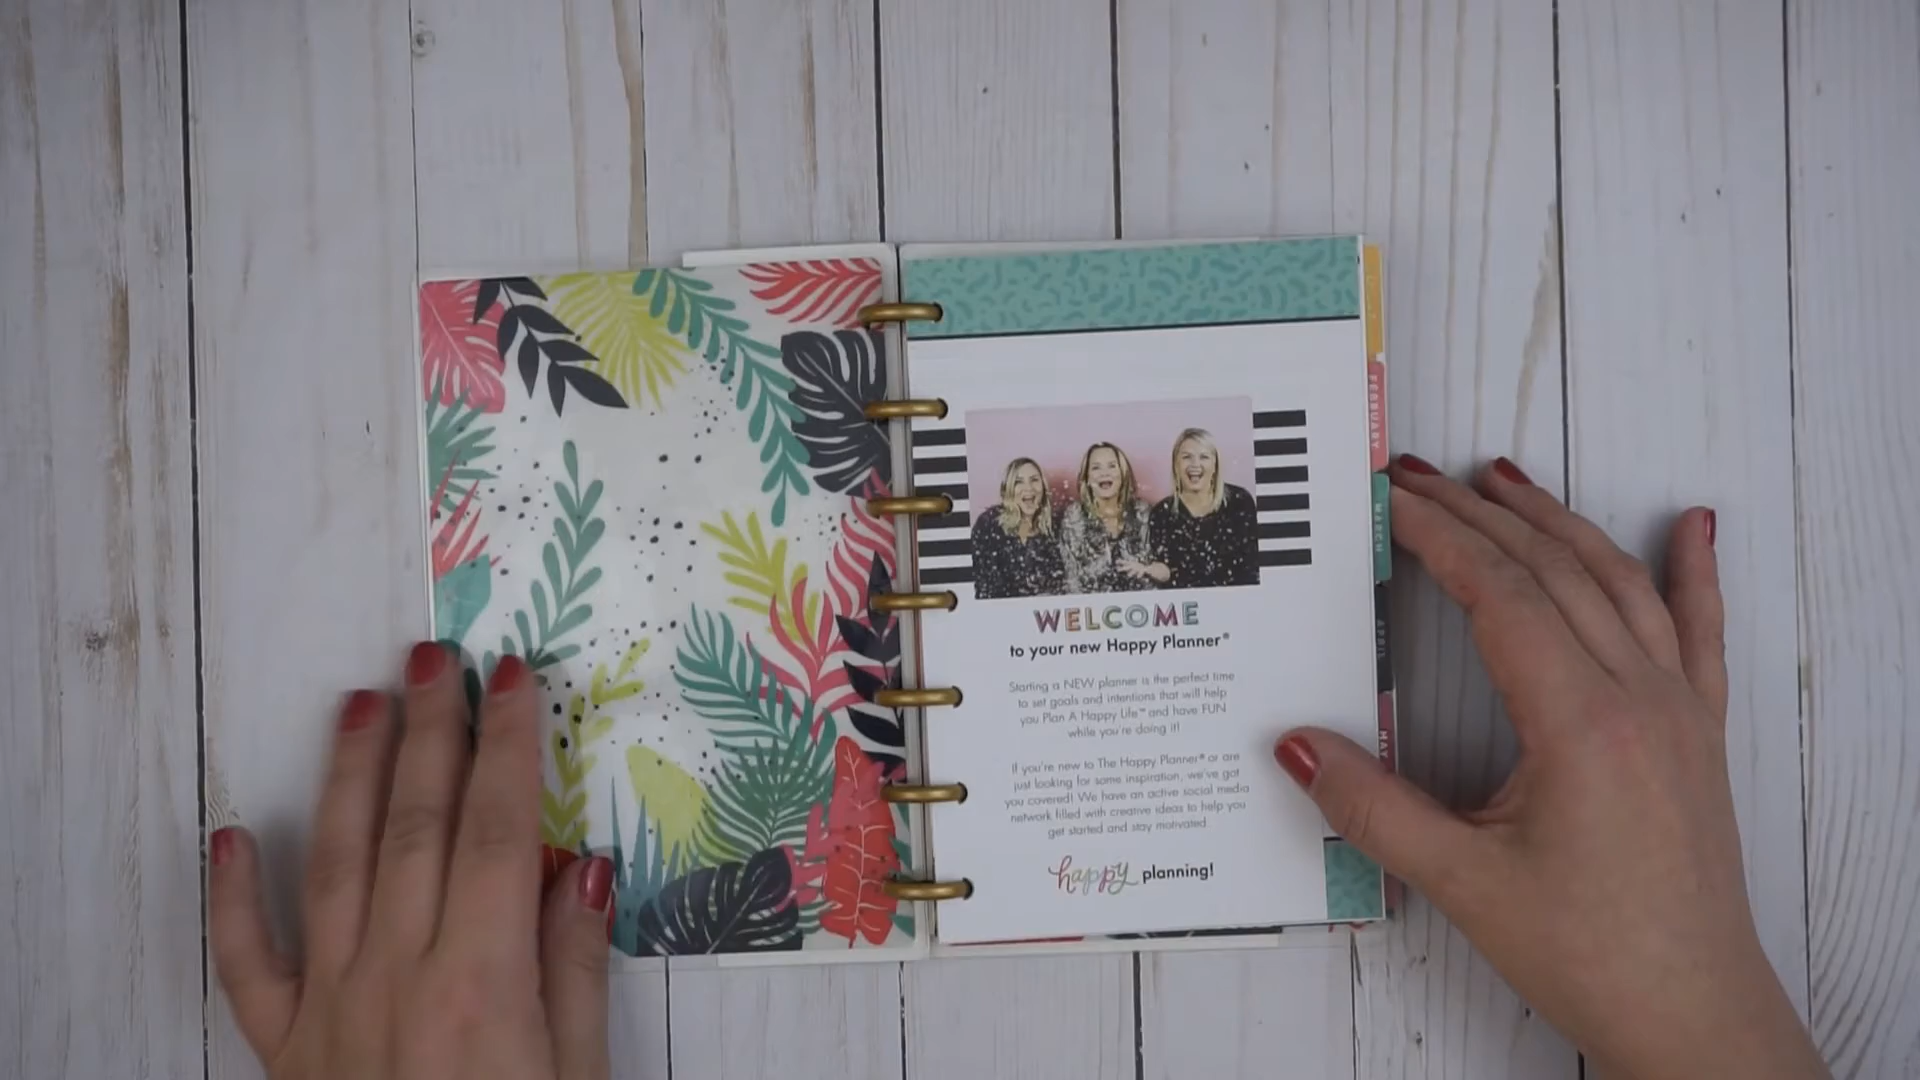 WELCOME
to your new Happy Planner®
Starting a NEW planner is the perfect time
to set goals and intentions that will help
you Plan A Happy Life™ and have FUN
while you're doing it!
If you're new to The Happy Planner® or are
just looking for some inspiration, we've got
you covered! We have an active social media
network filled with creative ideas to help you
get started and stay motivated.
happy planning!
FEBRUARY
MARCH
APRIL
MAY